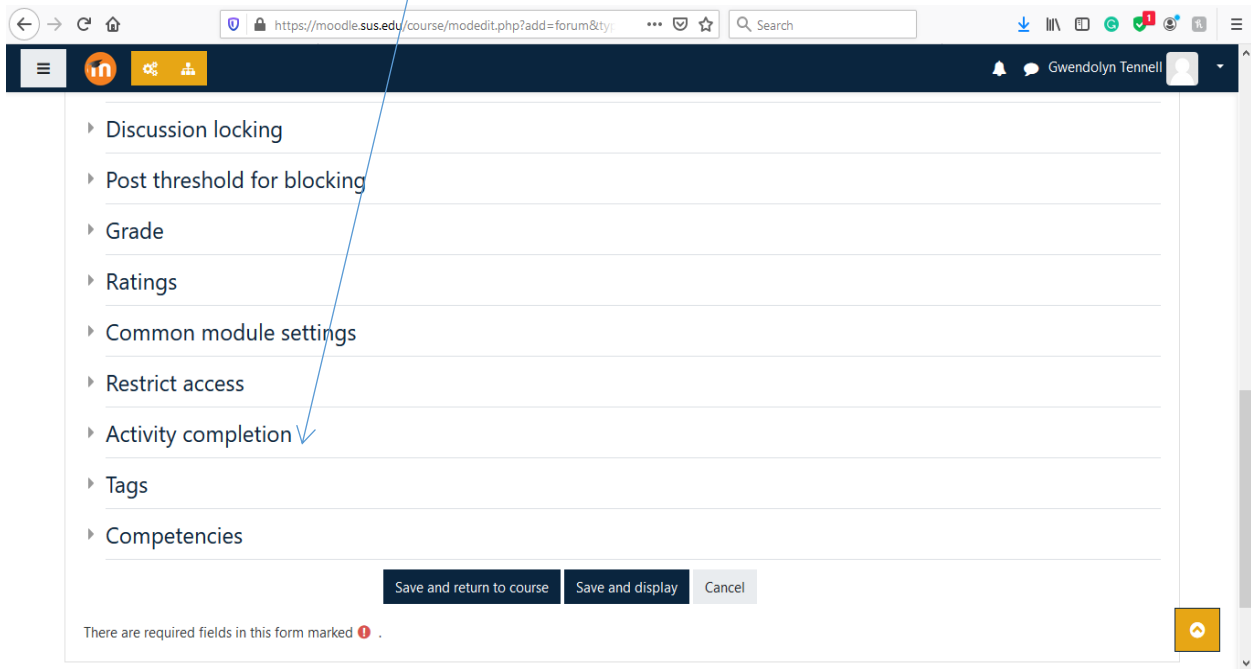 https://moodle.sus.edu/course/modedit.php?add=forum&ty
Search
1
Gwendolyn Tennell
Discussion locking
Post threshold for blocking
Grade
Ratings
Common module settings
Restrict access
Activity completion
Tags
Competencies
Save and return to course
Save and display
Cancel
There are required fields in this form marked .